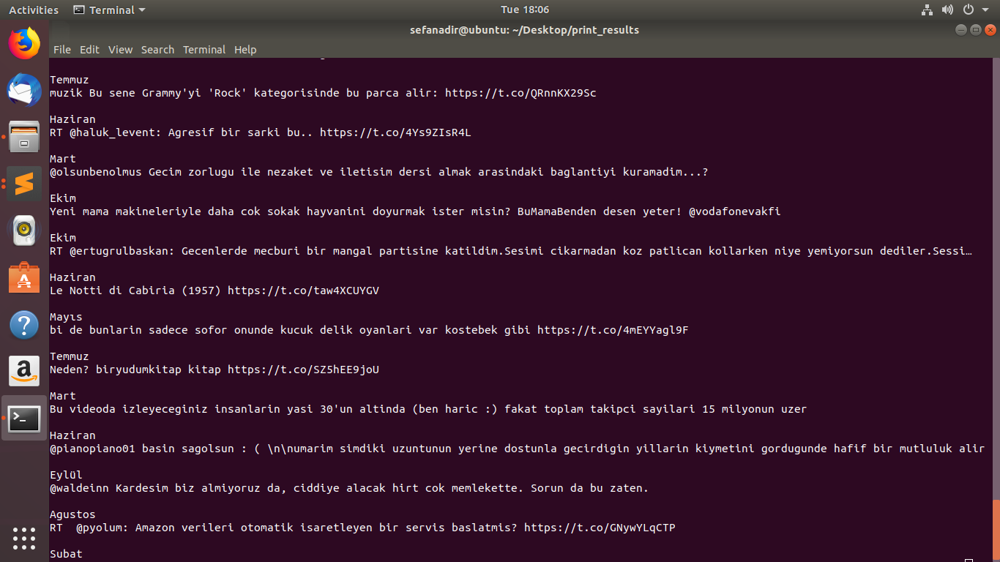 Activities
Terminal
Tue 18:06
sefanadir@ubuntu: ~/Desktop/print_results
File Edit View Search Terminal Help
Temmuz
muzik Bu sene Grammy'yi 'Rock' kategorisinde bu parca alir: https://t.co/QRnnKX29Sc
Haziran
RT @haluk_levent: Agresif bir sarki bu.. https://t.co/4Ys9ZIsR4L
Mart
@olsunbenolmus Gecim zorlugu ile nezaket ve iletisim dersi almak arasindaki baglantiyi kuramadim...?
Ekim
Yeni mama makineleriyle daha cok sokak hayvanini doyurmak ister misin? BuMamaBenden desen yeter! @vodafonevakfi
Ekim
RT @ertugrulbaskan: Gecenlerde mecburi bir mangal partisine katildim.Sesimi cikarmadan koz patlican kollarken niye yemiyorsun dediler.Sessi…
Haziran
Le Notti di Cabiria (1957) https://t.co/taw4XCUYGV
Mayıs
bi de bunlarin sadece sofor onunde kucuk delik oyanlari var kostebek gibi https://t.co/4mEYYagl9F
Temmuz
Neden? biryudumkitap kitap https://t.co/SZ5hEE9joU
Mart
Bu videoda izleyeceginiz insanlarin yasi 30'un altinda (ben haric :) fakat toplam takipci sayilari 15 milyonun uzer
Haziran
@pianopiano01 basin sagolsun : ( \n\numarim simdiki uzuntunun yerine dostunla gecirdigin yillarin kiymetini gordugunde hafif bir mutluluk alir
Eylül
@waldeinn Kardesim biz almiyoruz da, ciddiye alacak hirt cok memlekette. Sorun da bu zaten.
Agustos
RT  @pyolum: Amazon verileri otomatik isaretleyen bir servis baslatmis? https://t.co/GNywYLqCTP
Subat